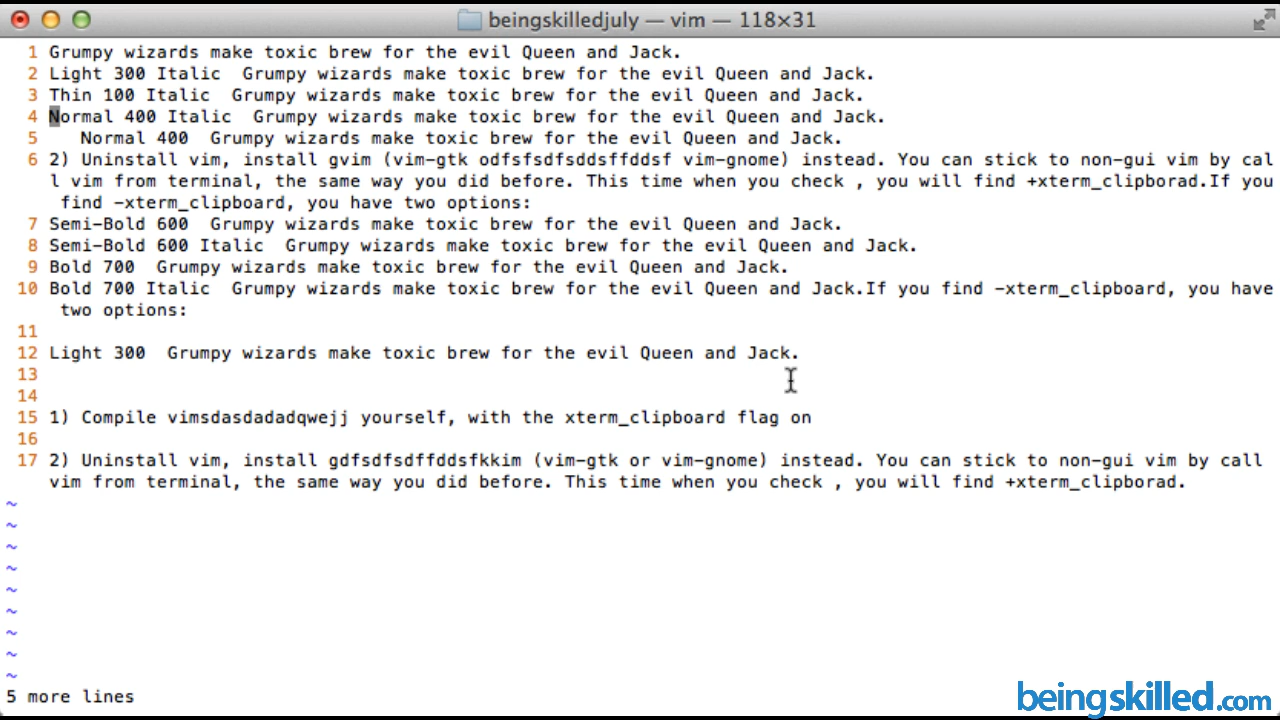 beingskilledjuly — vim — 118×31
1 Grumpy wizards make toxic brew for the evil Queen and Jack.
2 Light 300 Italic  Grumpy wizards make toxic brew for the evil Queen and Jack.
3 Thin 100 Italic  Grumpy wizards make toxic brew for the evil Queen and Jack.
4 Normal 400 Italic  Grumpy wizards make toxic brew for the evil Queen and Jack.
5    Normal 400  Grumpy wizards make toxic brew for the evil Queen and Jack.
6 2) Uninstall vim, install gvim (vim-gtk odfsfsdfsddsffddsf vim-gnome) instead. You can stick to non-gui vim by cal
l vim from terminal, the same way you did before. This time when you check , you will find +xterm_clipborad.If you
find -xterm_clipboard, you have two options:
7 Semi-Bold 600  Grumpy wizards make toxic brew for the evil Queen and Jack.
8 Semi-Bold 600 Italic  Grumpy wizards make toxic brew for the evil Queen and Jack.
9 Bold 700  Grumpy wizards make toxic brew for the evil Queen and Jack.
10 Bold 700 Italic  Grumpy wizards make toxic brew for the evil Queen and Jack.If you find -xterm_clipboard, you have
two options:
11
12 Light 300  Grumpy wizards make toxic brew for the evil Queen and Jack.
13
14
15 1) Compile vimsdasdadadqwejj yourself, with the xterm_clipboard flag on
16
17 2) Uninstall vim, install gdfsdfsdffddsfkkim (vim-gtk or vim-gnome) instead. You can stick to non-gui vim by call
vim from terminal, the same way you did before. This time when you check , you will find +xterm_clipborad.
~
~
~
~
~
~
~
~
~
5 more lines
beingskilled.com